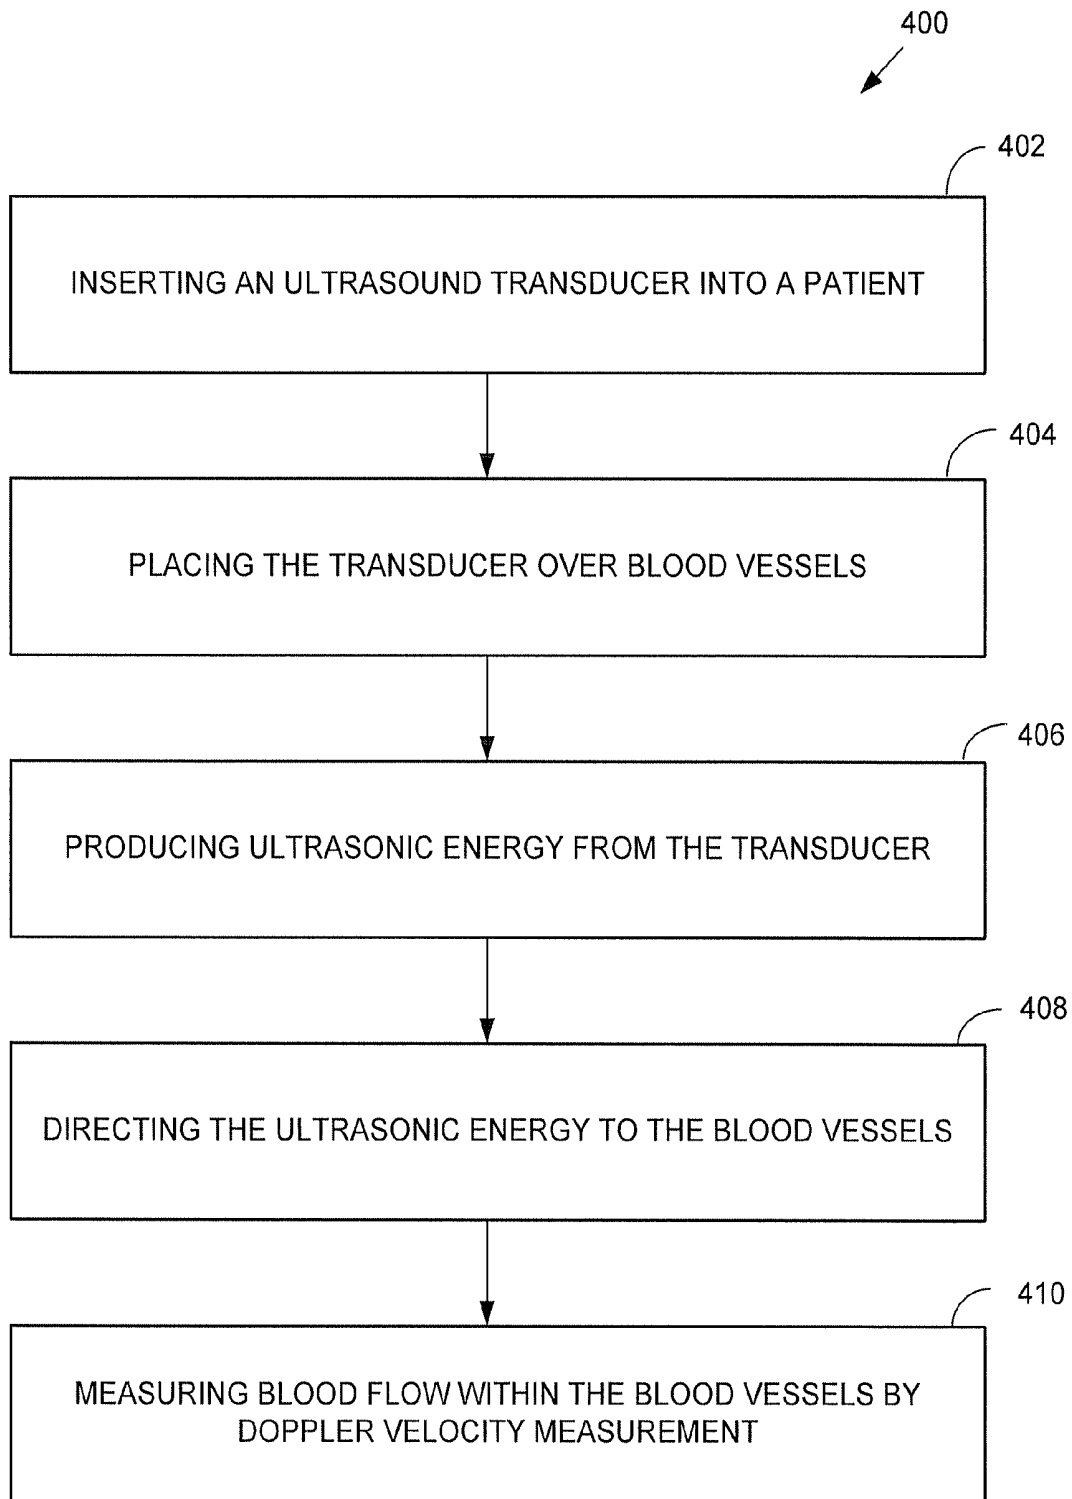 400
402
INSERTING AN ULTRASOUND TRANSDUCER INTO A PATIENT
404
PLACING THE TRANSDUCER OVER BLOOD VESSELS
406
PRODUCING ULTRASONIC ENERGY FROM THE TRANSDUCER
408
DIRECTING THE ULTRASONIC ENERGY TO THE BLOOD VESSELS
410
MEASURING BLOOD FLOW WITHIN THE BLOOD VESSELS BY
DOPPLER VELOCITY MEASUREMENT